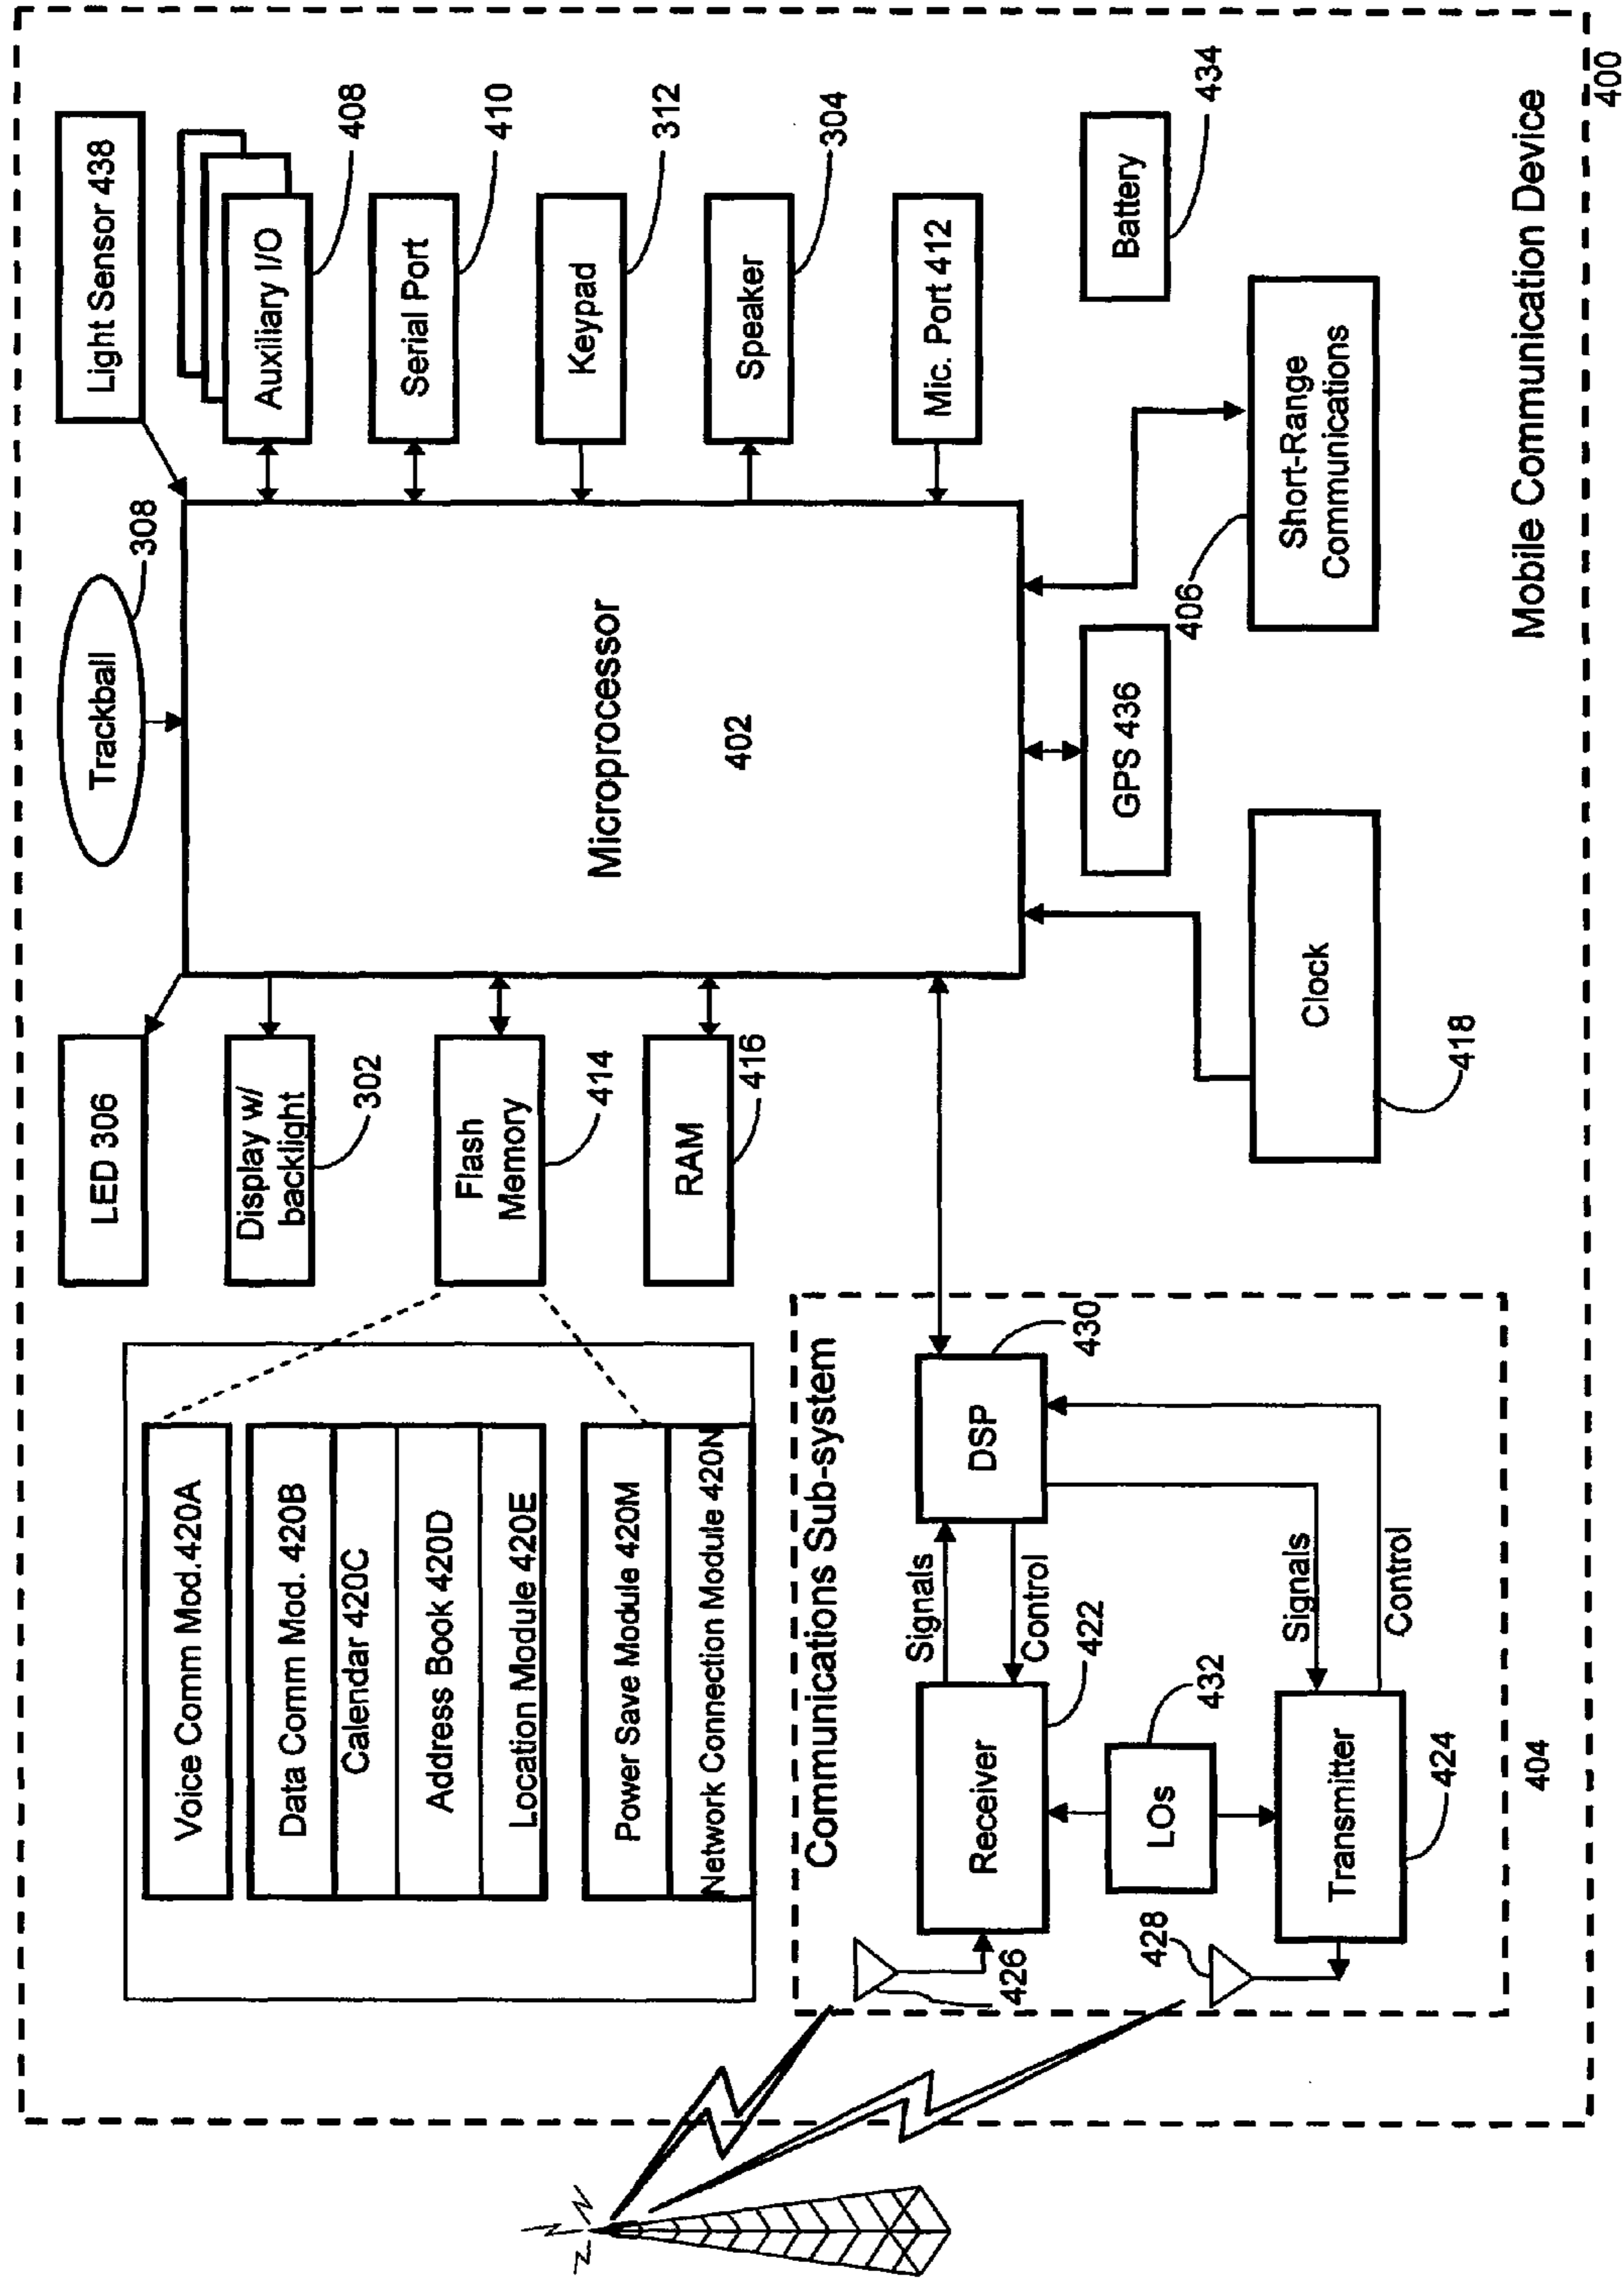 LED 306
Trackball
308
Light Sensor 438
Display w/
backlight
302
Auxiliary I/O
408
Serial Port
410
Flash
Memory
414
Keypad
312
RAM
416
Speaker
304
Mic. Port 412
Microprocessor
402
Voice Comm Mod.420A
Data Comm Mod. 420B
Calendar 420C
Address Book 420D
Location Module 420E
Power Save Module 420M
Network Connection Module 420N
Communications Sub-system
Receiver
422
Signals
Control
DSP
430
LOs
432
Signals
Control
Transmitter
424
426
428
404
GPS 436
Battery
434
Clock
418
406
Short-Range
Communications
Mobile Communication Device
400